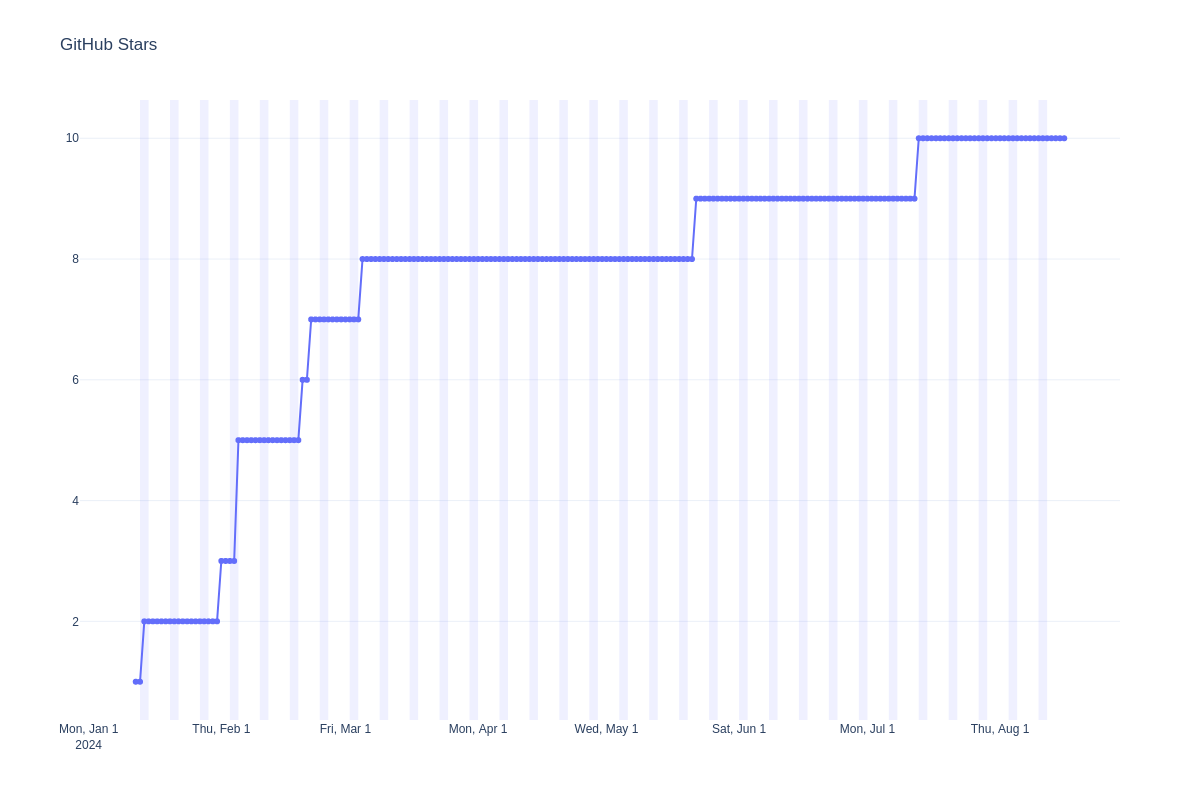 GitHub Stars
10
8
6
4
2
Mon, Jan 1
2024
Thu, Feb 1
Fri, Mar 1
Mon, Apr 1
Wed, May 1
Sat, Jun 1
Mon, Jul 1
Thu, Aug 1